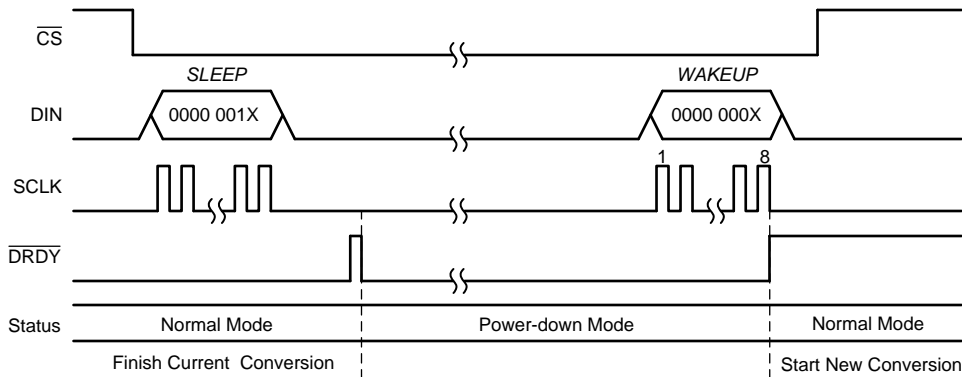 CS
SLEEP
WAKEUP
DIN
0000 001X
0000 000X
1
8
SCLK
DRDY
Status
Normal Mode
Power-down Mode
Normal Mode
Finish Current Conversion
Start New Conversion